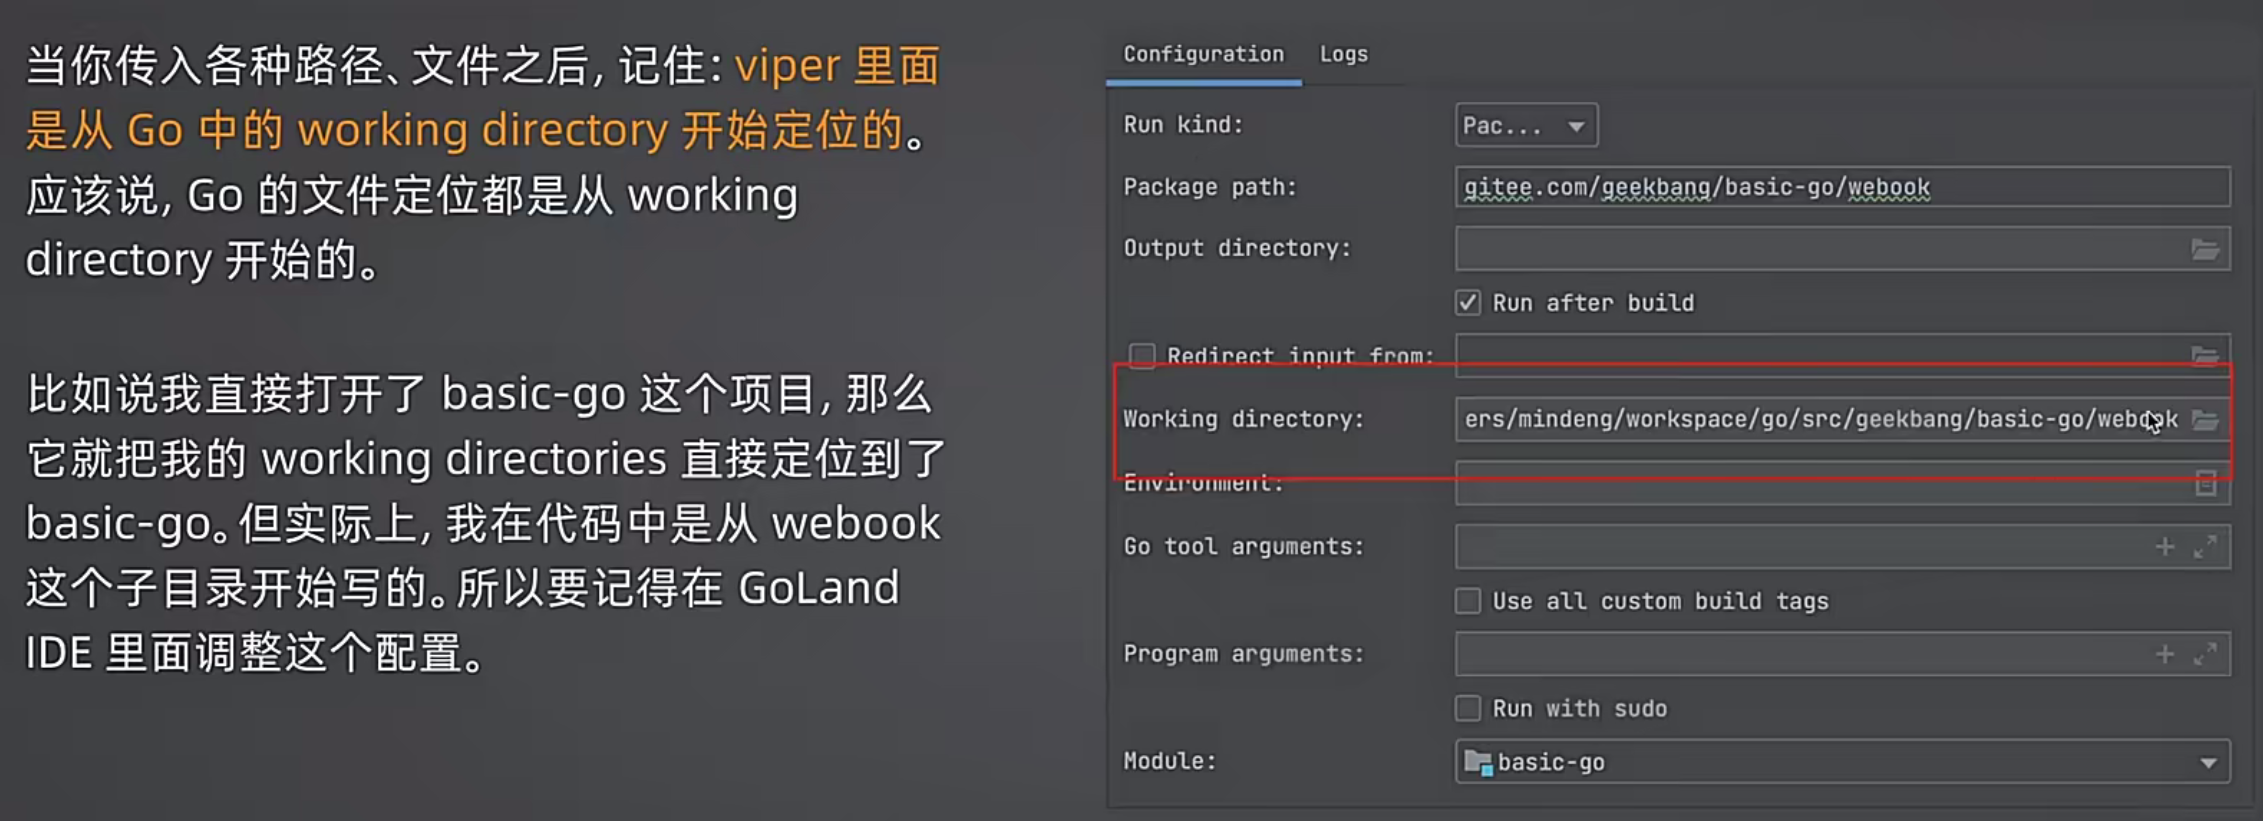 当你传入各种路径、文件之后，记住：viper 里面
是从 Go 中的 working directory 开始定位的。
应该说，Go 的文件定位都是从 working
directory 开始的。
比如说我直接打开了 basic-go 这个项目，那么
它就把我的 working directories 直接定位到了
basic-go。但实际上，我在代码中是从 webook
这个子目录开始写的。所以要记得在 GoLand
IDE 里面调整这个配置。
Configuration Logs
Run kind: Pac...
Package path: gitee.com/geekbang/basic-go/webook
Output directory:
Run after build
Redirect input from:
Working directory: ers/mindeng/workspace/go/src/geekbang/basic-go/webook
Environment:
Go tool arguments:
Use all custom build tags
Program arguments:
Run with sudo
Module: basic-go